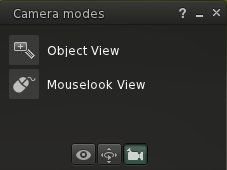 Camera modes ? _ ×
Object View
Mouselook View